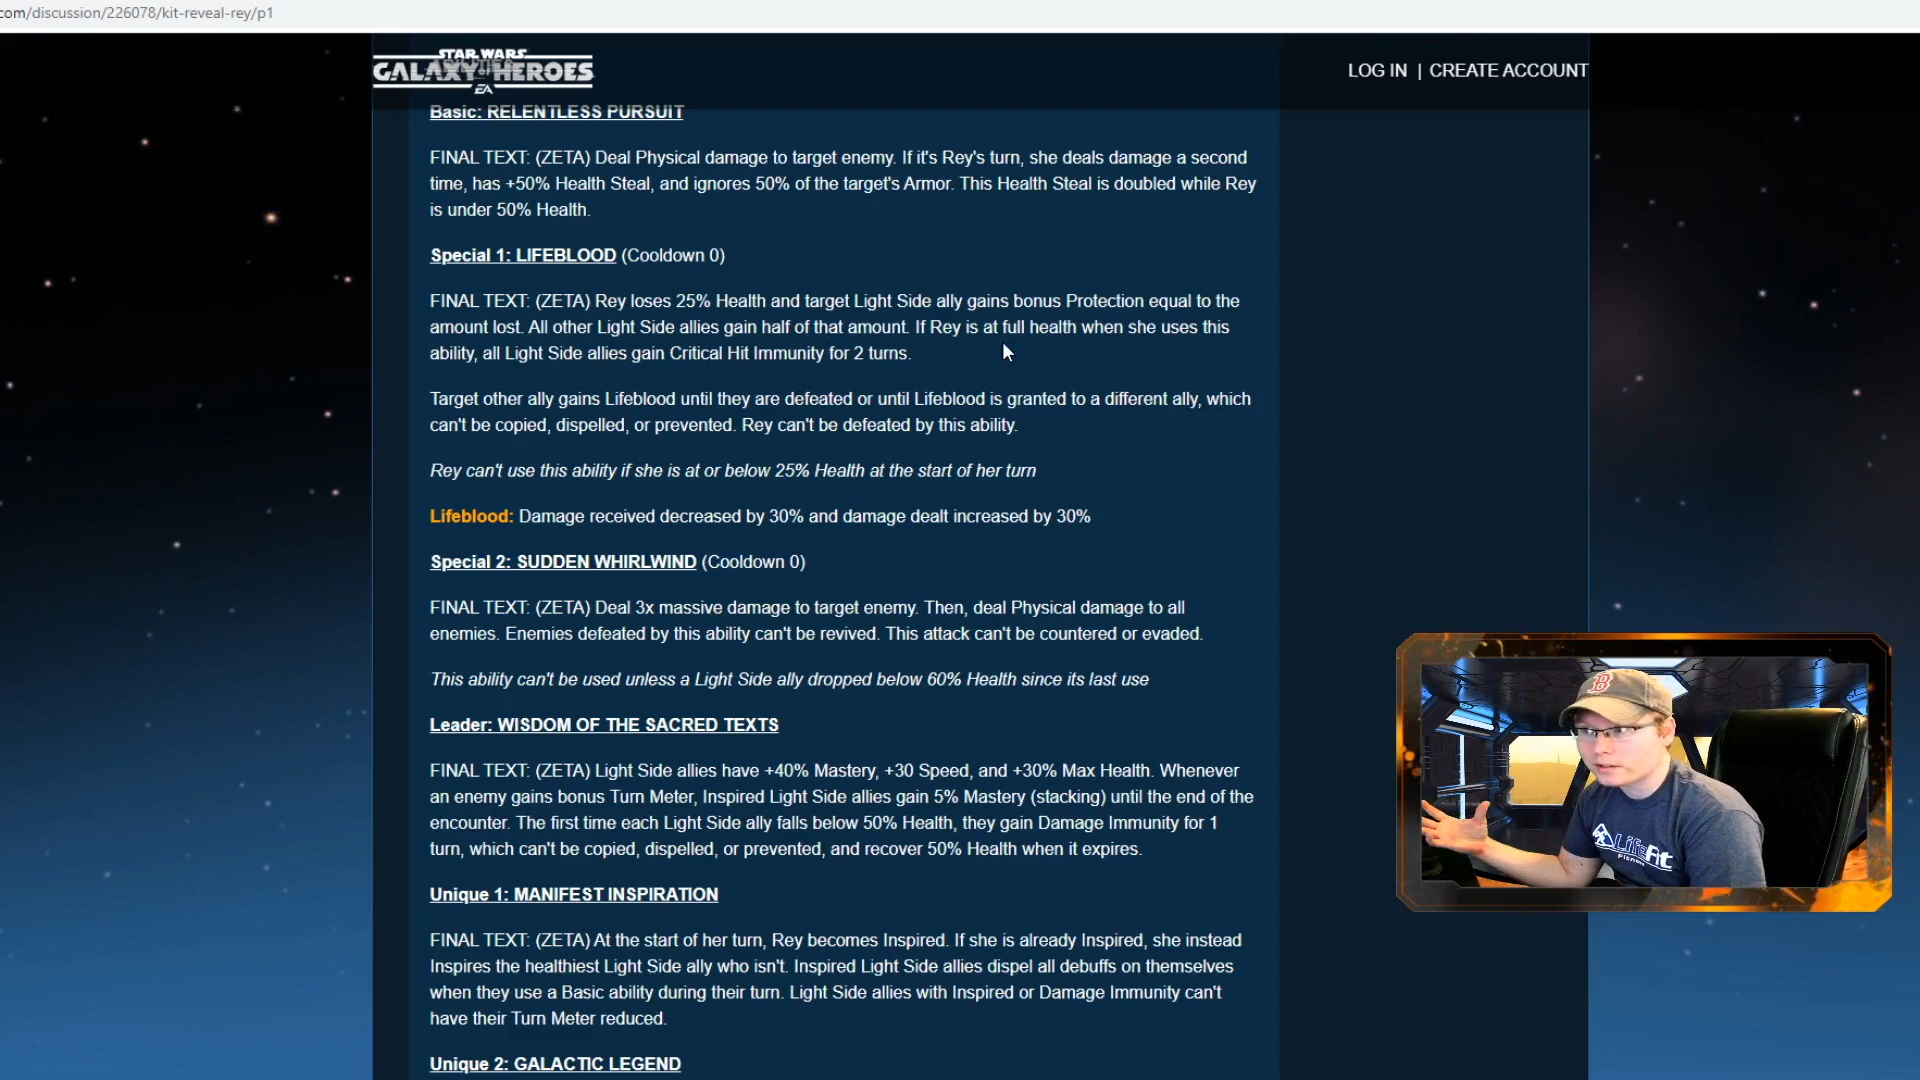 com/discussion/226078/kit-reveal-rey/p1
STAR WARS
GALAXY OF HEROES
EA
LOG IN | CREATE ACCOUNT
Basic: RELENTLESS PURSUIT
FINAL TEXT: (ZETA) Deal Physical damage to target enemy. If it's Rey's turn, she deals damage a second
time, has +50% Health Steal, and ignores 50% of the target's Armor. This Health Steal is doubled while Rey
is under 50% Health.
Special 1: LIFEBLOOD (Cooldown 0)
FINAL TEXT: (ZETA) Rey loses 25% Health and target Light Side ally gains bonus Protection equal to the
amount lost. All other Light Side allies gain half of that amount. If Rey is at full health when she uses this
ability, all Light Side allies gain Critical Hit Immunity for 2 turns.
Target other ally gains Lifeblood until they are defeated or until Lifeblood is granted to a different ally, which
can't be copied, dispelled, or prevented. Rey can't be defeated by this ability.
Rey can't use this ability if she is at or below 25% Health at the start of her turn
Lifeblood: Damage received decreased by 30% and damage dealt increased by 30%
Special 2: SUDDEN WHIRLWIND (Cooldown 0)
FINAL TEXT: (ZETA) Deal 3x massive damage to target enemy. Then, deal Physical damage to all
enemies. Enemies defeated by this ability can't be revived. This attack can't be countered or evaded.
This ability can't be used unless a Light Side ally dropped below 60% Health since its last use
Leader: WISDOM OF THE SACRED TEXTS
FINAL TEXT: (ZETA) Light Side allies have +40% Mastery, +30 Speed, and +30% Max Health. Whenever
an enemy gains bonus Turn Meter, Inspired Light Side allies gain 5% Mastery (stacking) until the end of the
encounter. The first time each Light Side ally falls below 50% Health, they gain Damage Immunity for 1
turn, which can't be copied, dispelled, or prevented, and recover 50% Health when it expires.
Unique 1: MANIFEST INSPIRATION
FINAL TEXT: (ZETA) At the start of her turn, Rey becomes Inspired. If she is already Inspired, she instead
Inspires the healthiest Light Side ally who isn't. Inspired Light Side allies dispel all debuffs on themselves
when they use a Basic ability during their turn. Light Side allies with Inspired or Damage Immunity can't
have their Turn Meter reduced.
Unique 2: GALACTIC LEGEND
B
LifeFit